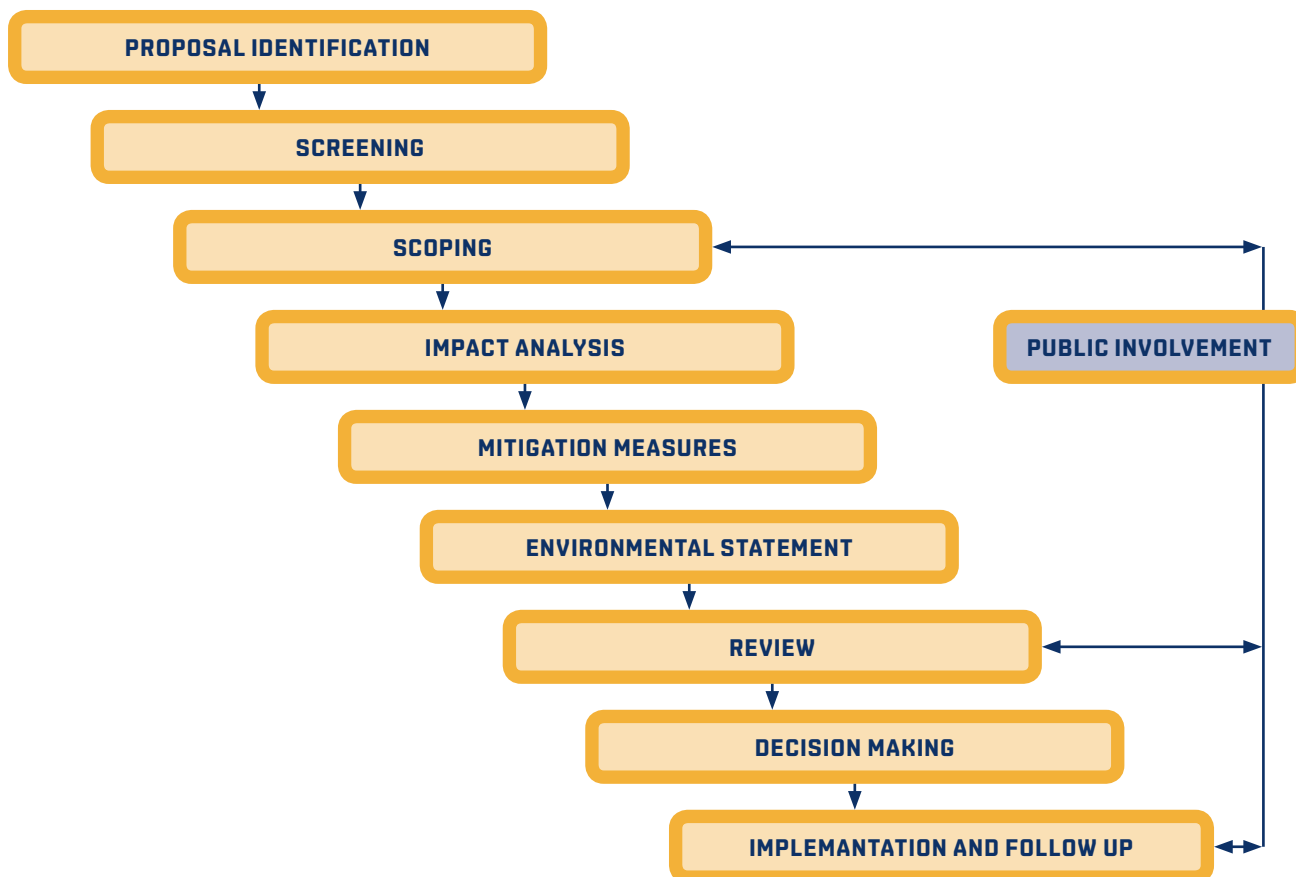 PROPOSAL IDENTIFICATION
SCREENING
SCOPING
IMPACT ANALYSIS
PUBLIC INVOLVEMENT
MITIGATION MEASURES
ENVIRONMENTAL STATEMENT
REVIEW
DECISION MAKING
IMPLEMANTATION AND FOLLOW UP